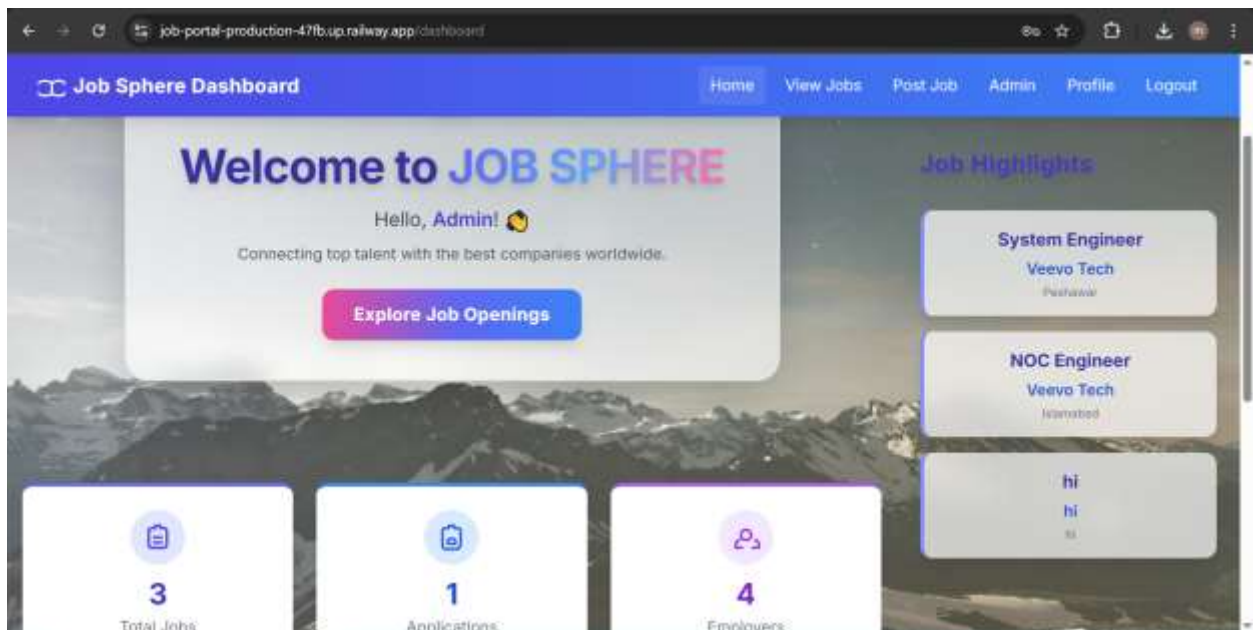 job-portal-production-47fb.up.railway.app/dashboard
Job Sphere Dashboard
Home View Jobs Post Job Admin Profile Logout
Welcome to JOB SPHERE
Hello, Admin!
Connecting top talent with the best companies worldwide.
Explore Job Openings
Job Highlights
System Engineer
Veevo Tech
Peshawar
NOC Engineer
Veevo Tech
Islamabad
hi
hi
hi
3
Total Jobs
1
Applications
4
Employers